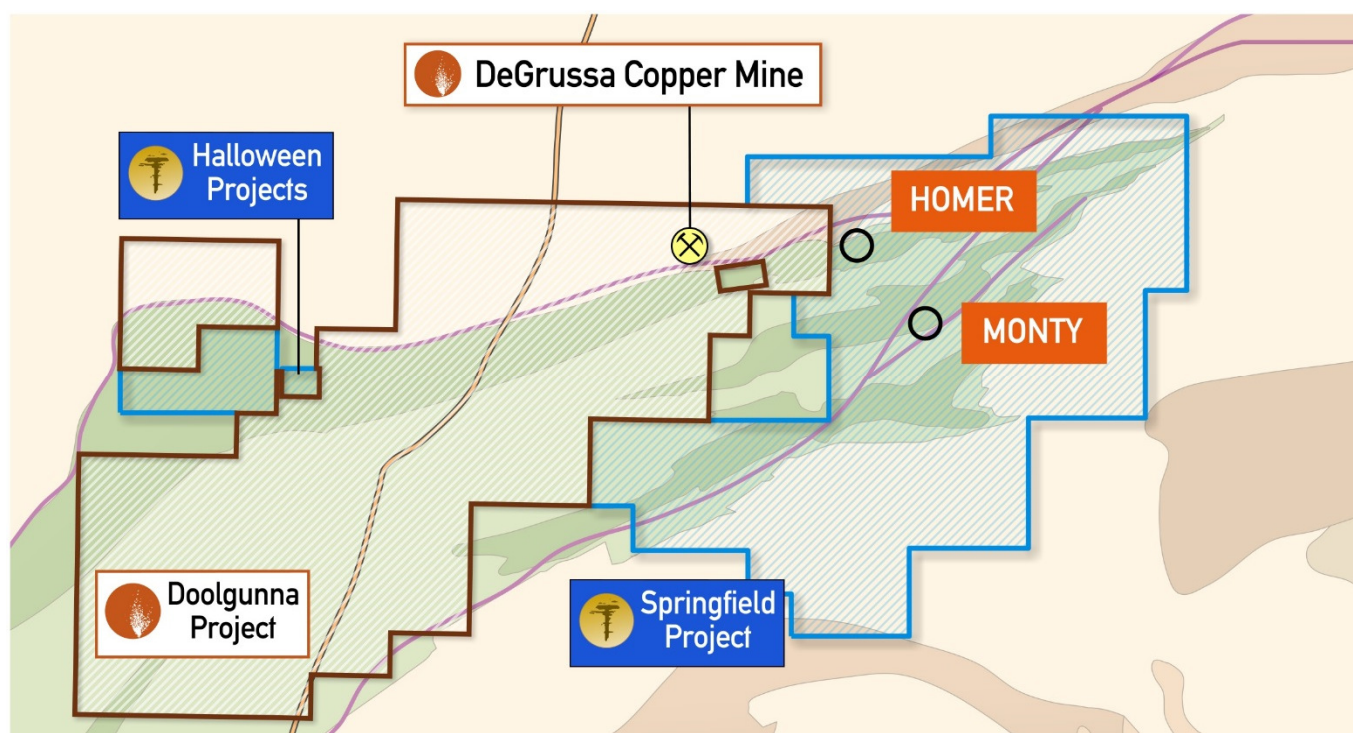 DeGrussa Copper Mine
Halloween
Projects
HOMER
MONTY
Doolgunna
Project
Springfield
Project